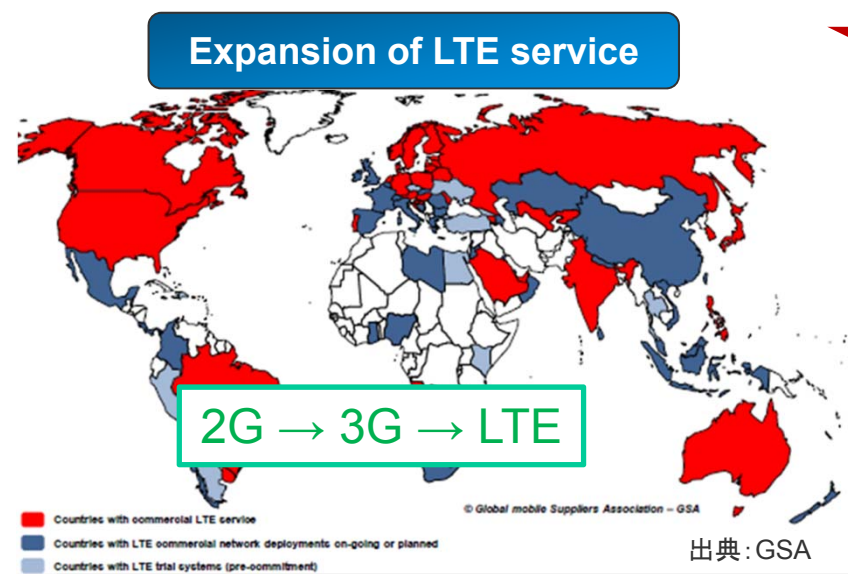 Expansion of LTE service
2G → 3G → LTE
© Global mobile Suppliers Association – GSA
Countries with commercial LTE service
Countries with LTE commercial network deployments on-going or planned
Countries with LTE trial systems (pre-commitment)
出典：GSA